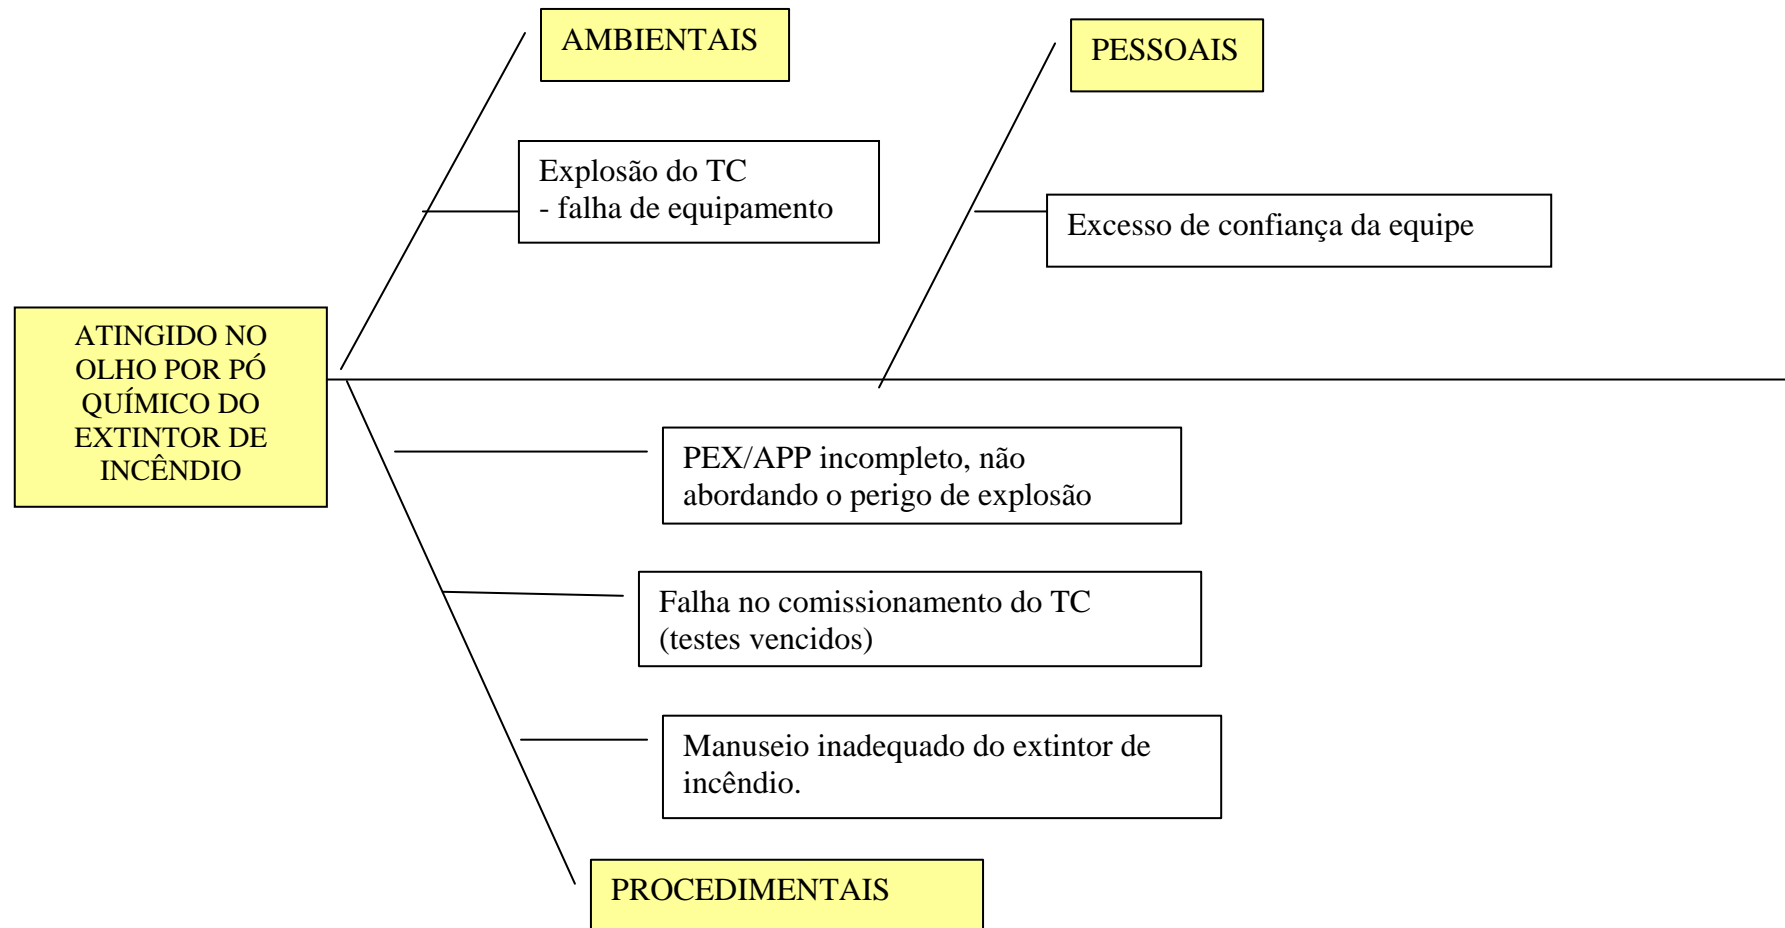 AMBIENTAIS
PESSOAIS
Explosão do TC
- falha de equipamento
Excesso de confiança da equipe
ATINGIDO NO
OLHO POR PÓ
QUÍMICO DO
EXTINTOR DE
INCÊNDIO
PEX/APP incompleto, não
abordando o perigo de explosão
Falha no comissionamento do TC
(testes vencidos)
Manuseio inadequado do extintor de
incêndio.
PROCEDIMENTAIS